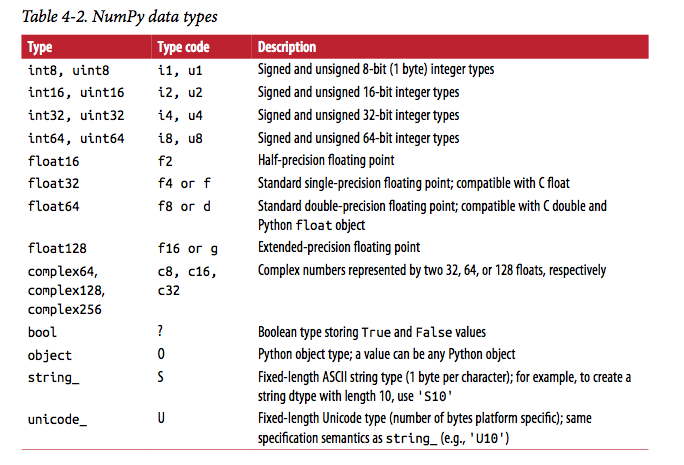 Table 4-2. NumPy data types
Type Type code Description
int8, uint8 i1, u1 Signed and unsigned 8-bit (1 byte) integer types
int16, uint16 i2, u2 Signed and unsigned 16-bit integer types
int32, uint32 i4, u4 Signed and unsigned 32-bit integer types
int64, uint64 i8, u8 Signed and unsigned 64-bit integer types
float16 f2 Half-precision floating point
float32 f4 or f Standard single-precision floating point; compatible with C float
float64 f8 or d Standard double-precision floating point; compatible with C double and
Python float object
float128 f16 or g Extended-precision floating point
complex64, c8, c16, Complex numbers represented by two 32, 64, or 128 floats, respectively
complex128, c32
complex256
bool ? Boolean type storing True and False values
object O Python object type; a value can be any Python object
string_ S Fixed-length ASCII string type (1 byte per character); for example, to create a
string dtype with length 10, use 'S10'
unicode_ U Fixed-length Unicode type (number of bytes platform specific); same
specification semantics as string_ (e.g., 'U10')